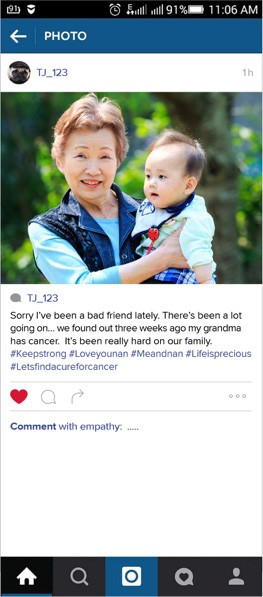 91% 11:06 AM
PHOTO
TJ_123 1h
TJ_123
Sorry I've been a bad friend lately. There's been a lot
going on... we found out three weeks ago my grandma
has cancer. It's been really hard on our family.
#Keepstrong #Loveyounan #Meandnan #Lifeisprecious
#Letsfindacureforcancer
Comment with empathy: .....